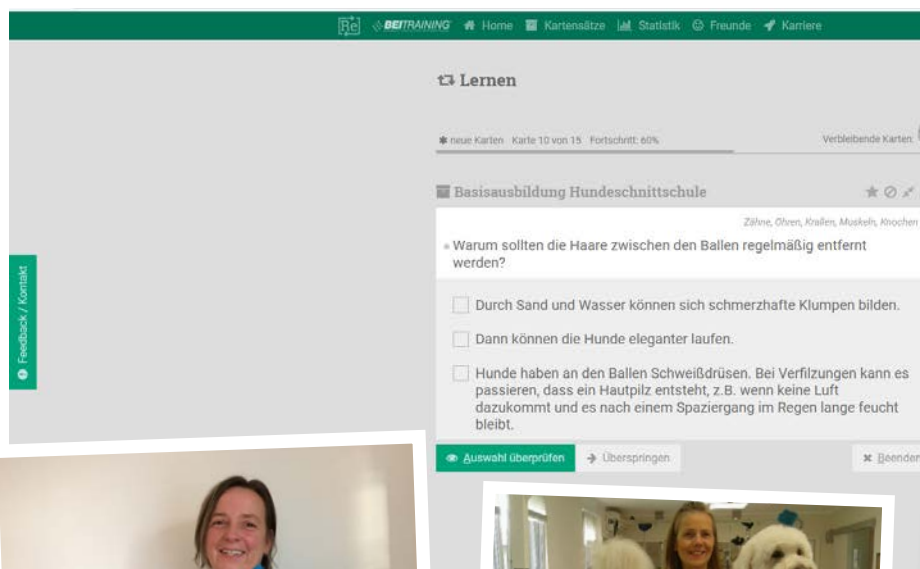 Re BEITRAINING Home Kartensätze Statistik Freunde Karriere
Lernen
neue Karten Karte 10 von 15 Fortschritt: 60% Verbleibende Karten:
Basisausbildung Hundeschnittschule
Zähne, Ohren, Krallen, Muskeln, Knochen
Warum sollten die Haare zwischen den Ballen regelmäßig entfernt
werden?
Feedback / Kontakt
Durch Sand und Wasser können sich schmerzhafte Klumpen bilden.
Dann können die Hunde eleganter laufen.
Hunde haben an den Ballen Schweißdrüsen. Bei Verfilzungen kann es
passieren, dass ein Hautpilz entsteht, z.B. wenn keine Luft
dazukommt und es nach einem Spaziergang im Regen lange feucht
bleibt.
Auswahl überprüfen Überspringen Beenden